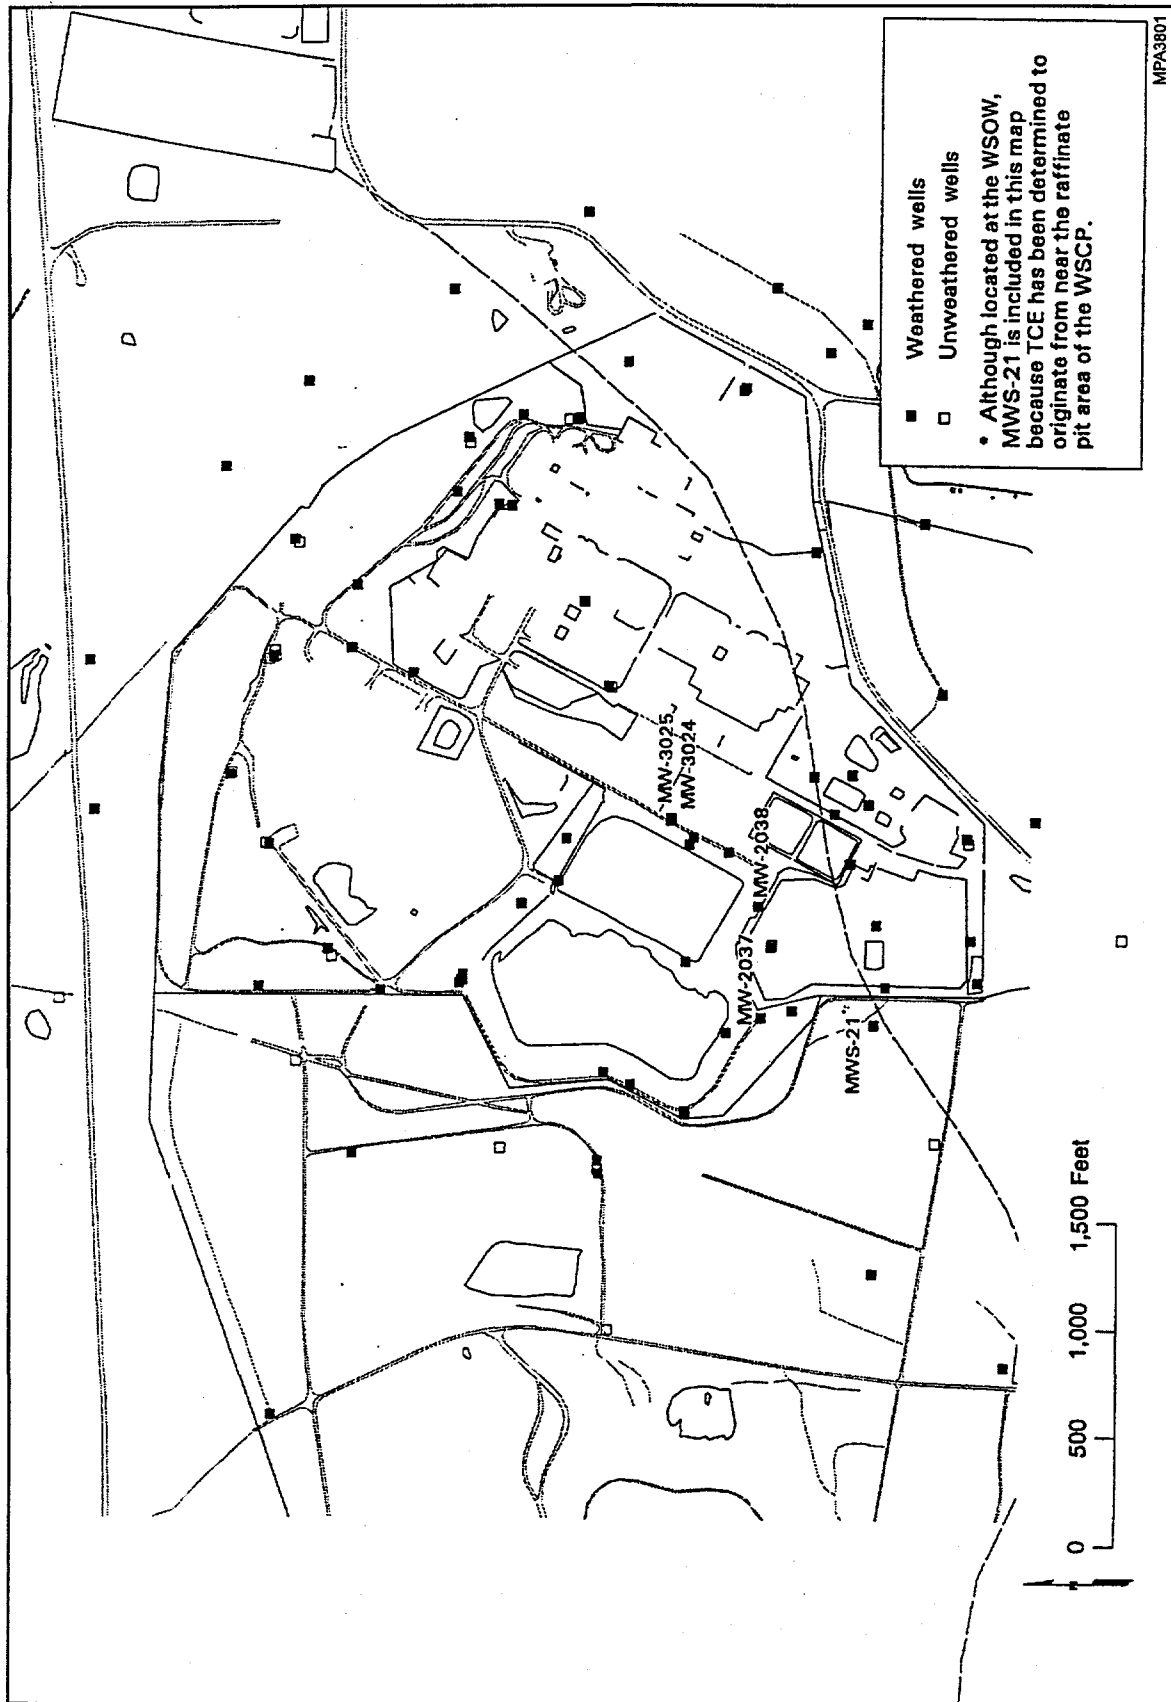 MW-3025
MW-3024
MW-2038
MW-2037
MWS-21*
Weathered wells
Unweathered wells
* Although located at the WSOW,
MWS-21 is included in this map
because TCE has been determined to
originate from near the raffinate
pit area of the WSCP.
0 500 1,000 1,500 Feet
MPA3801